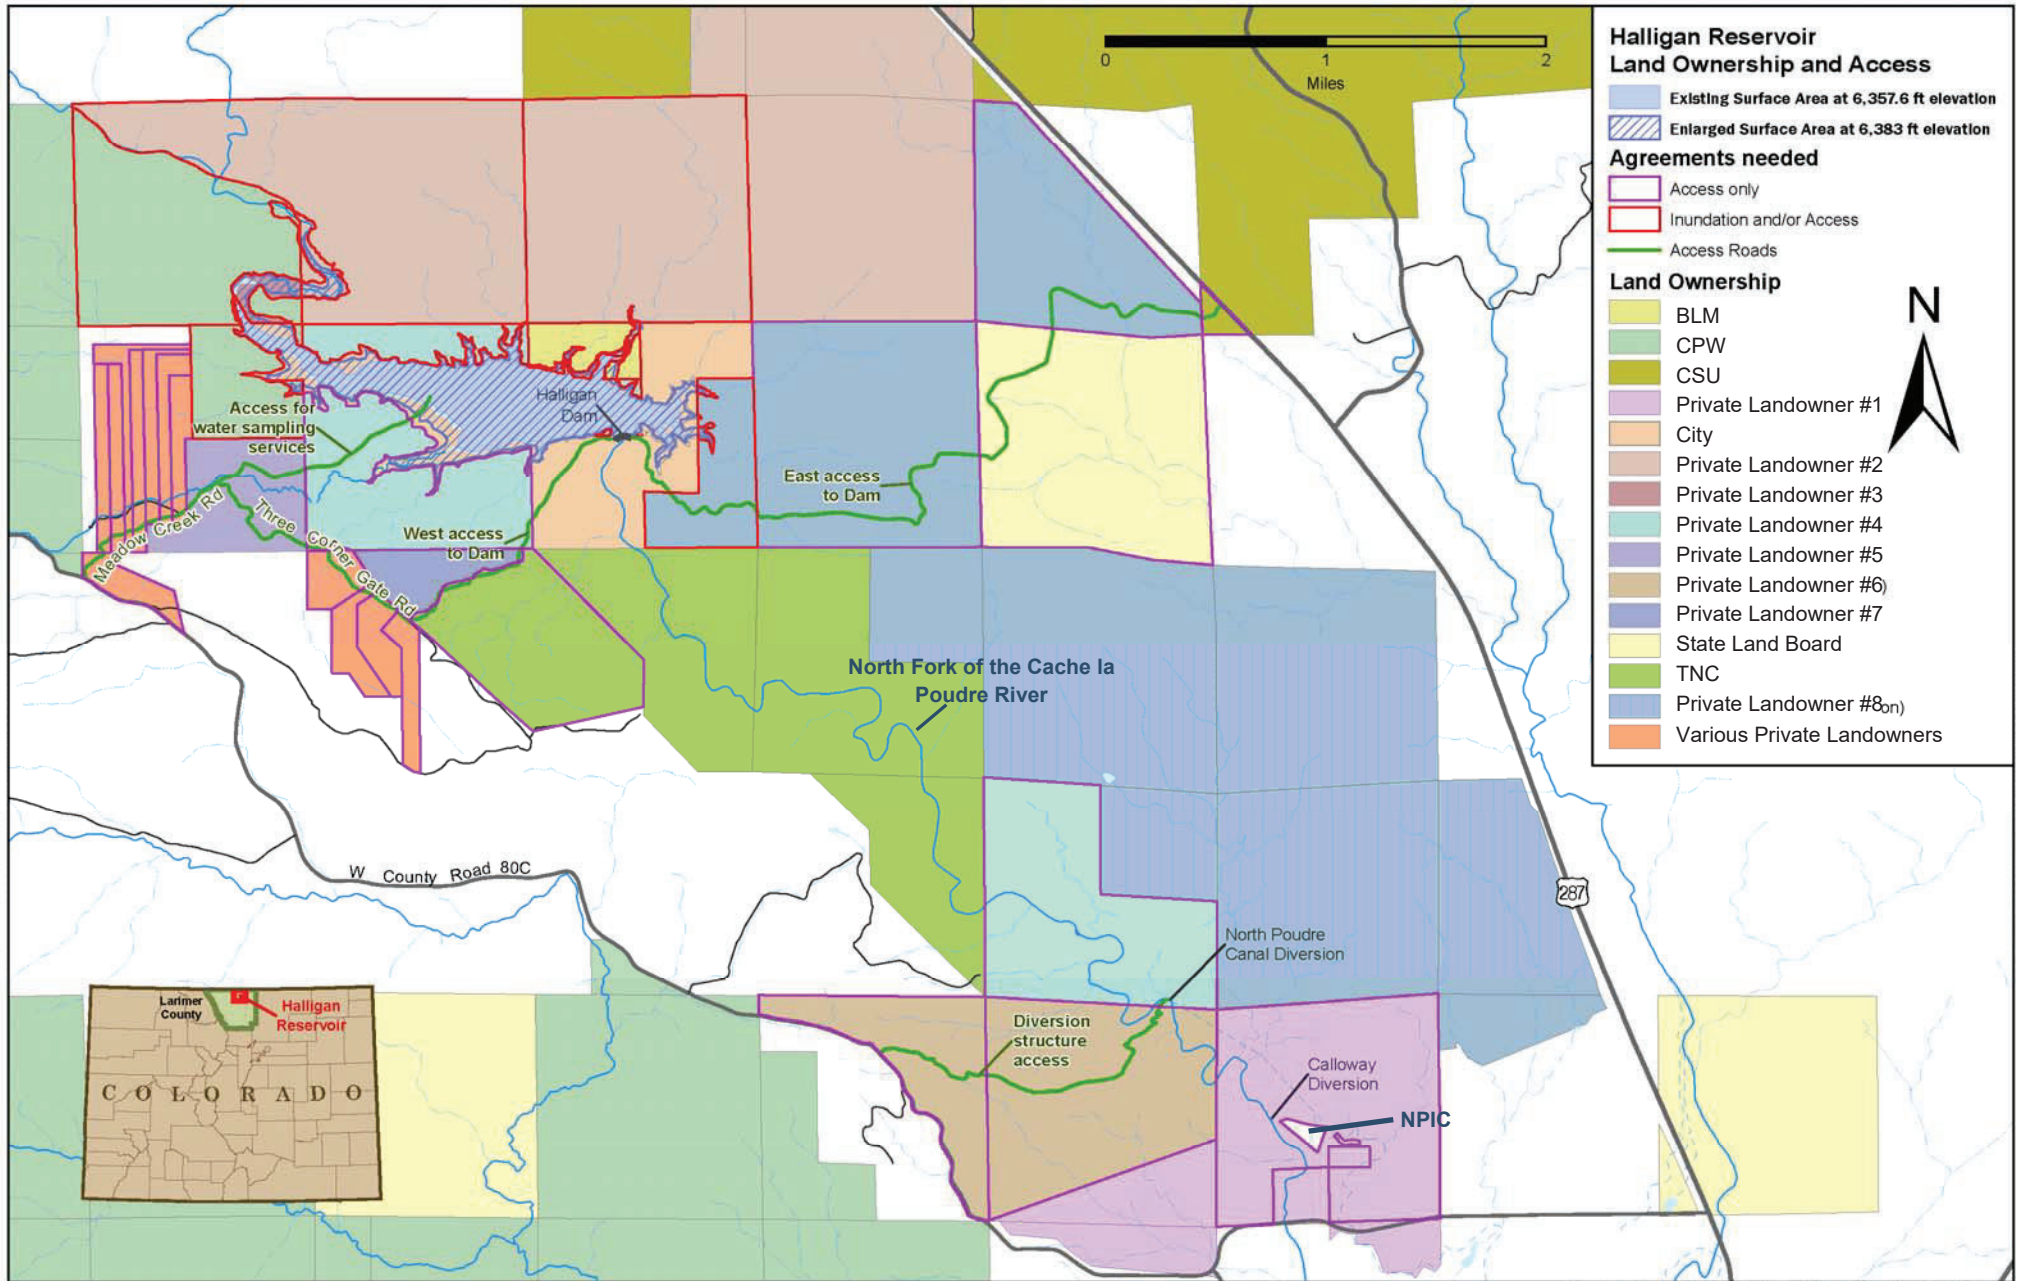 0
1
2
Miles
Halligan Reservoir
Land Ownership and Access
Existing Surface Area at 6,357.6 ft elevation
Enlarged Surface Area at 6,383 ft elevation
Agreements needed
Access only
Inundation and/or Access
Access Roads
Land Ownership
BLM
CPW
CSU
Private Landowner #1
City
Private Landowner #2
Private Landowner #3
Private Landowner #4
Private Landowner #5
Private Landowner #6)
Private Landowner #7
State Land Board
TNC
Private Landowner #8on)
Various Private Landowners
N
Halligan
Dam
Access for
water sampling
services
East access
to Dam
West access
to Dam
Meadow Creek Rd
Three Corner Gate Rd
North Fork of the Cache la
Poudre River
W County Road 80C
287
North Poudre
Canal Diversion
Diversion
structure
access
Calloway
Diversion
NPIC
Larimer
County
Halligan
Reservoir
COLORADO